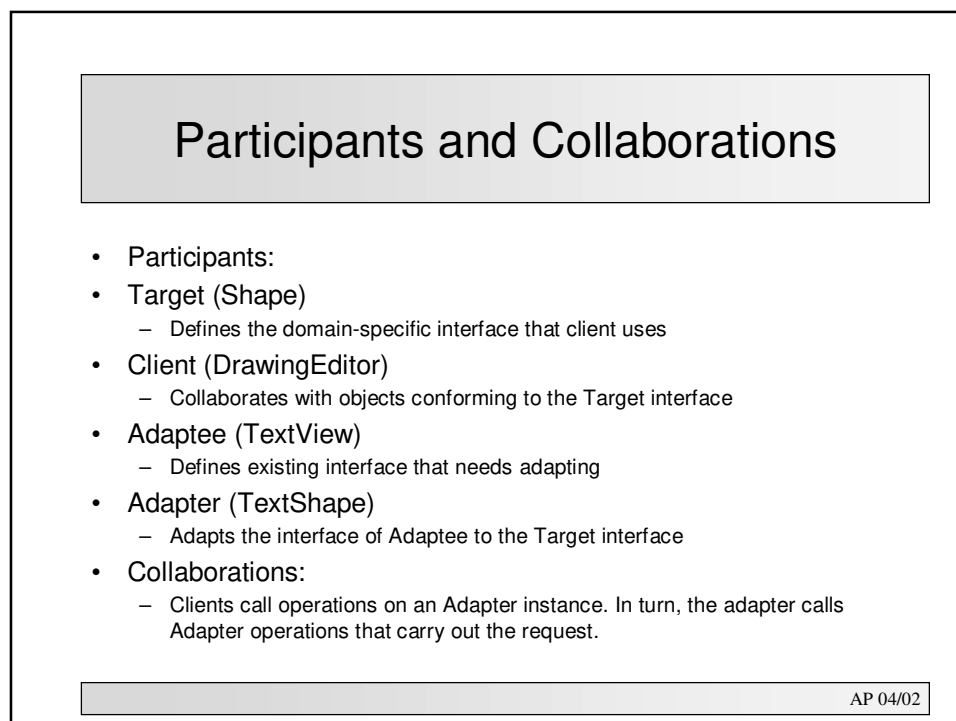 Participants and Collaborations
• Participants:
• Target (Shape)
– Defines the domain-specific interface that client uses
• Client (DrawingEditor)
– Collaborates with objects conforming to the Target interface
• Adaptee (TextView)
– Defines existing interface that needs adapting
• Adapter (TextShape)
– Adapts the interface of Adaptee to the Target interface
• Collaborations:
– Clients call operations on an Adapter instance. In turn, the adapter calls
Adapter operations that carry out the request.
AP 04/02